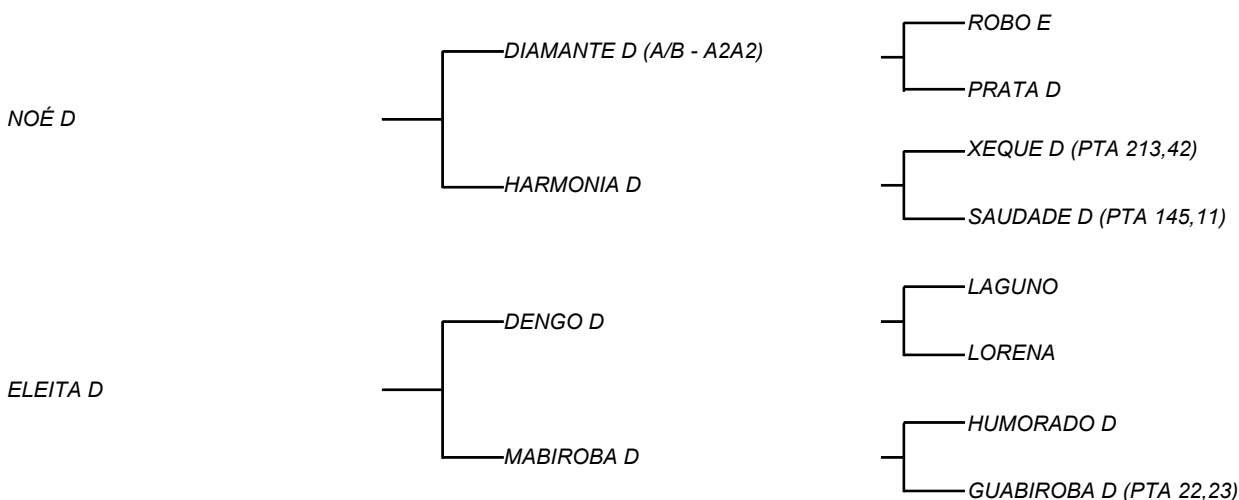 ROBO E
DIAMANTE D (A/B - A2A2)
PRATA D
NOÉ D
XEQUE D (PTA 213,42)
HARMONIA D
SAUDADE D (PTA 145,11)
LAGUNO
DENGO D
LORENA
ELEITA D
HUMORADO D
MABIROBA D
GUABIROBA D (PTA 22,23)